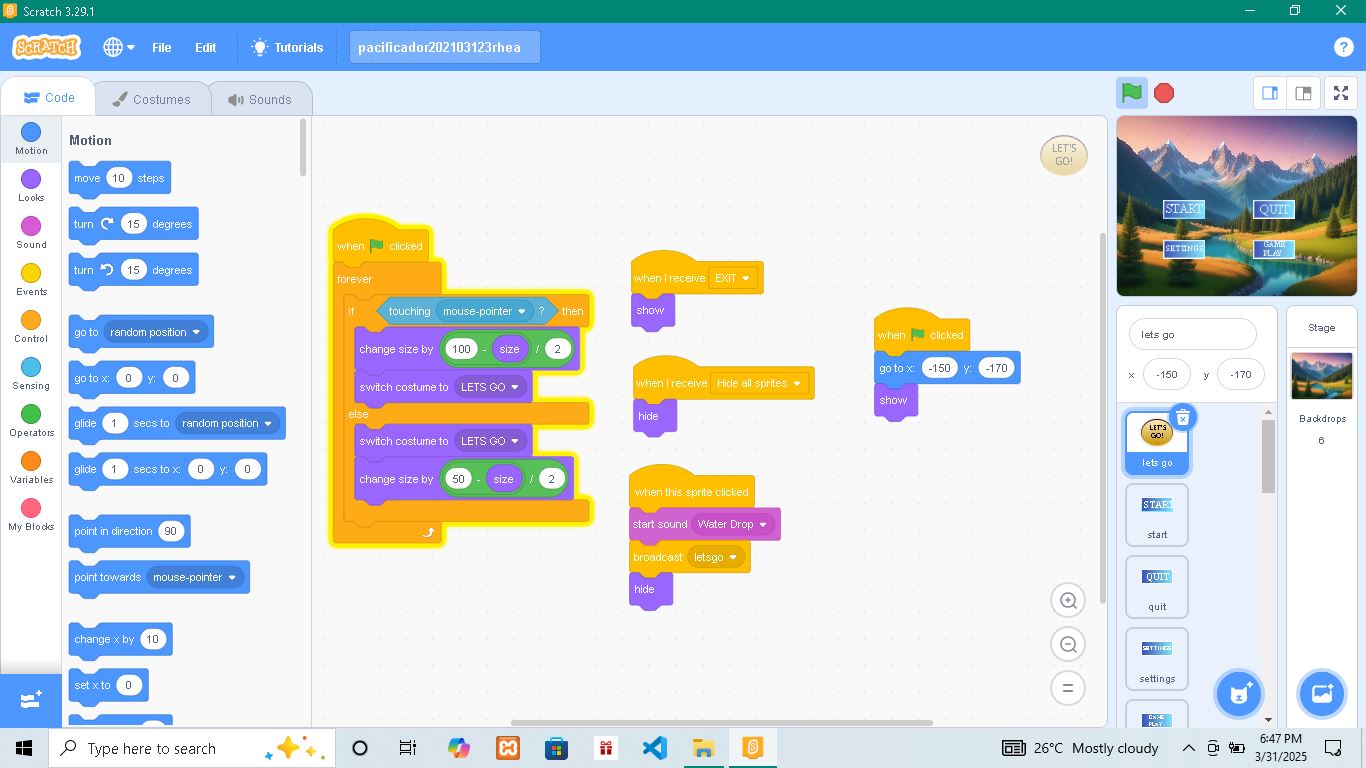 Scratch 3.29.1
SCRATCH
File
Edit
Tutorials
pacificador202103123rhea
?
Code
Costumes
Sounds
Motion
Looks
Sound
Events
Control
Sensing
Operators
Variables
My Blocks
Motion
move 10 steps
turn 15 degrees
turn 15 degrees
go to random position
go to x: 0 y: 0
glide 1 secs to random position
glide 1 secs to x: 0 y: 0
point in direction 90
point towards mouse-pointer
change x by 10
set x to 0
when clicked
forever
if touching mouse-pointer ? then
change size by 100 - size / 2
switch costume to LETS GO
else
switch costume to LETS GO
change size by 50 - size / 2
when I receive EXIT
show
when I receive Hide all sprites
hide
when this sprite clicked
start sound Water Drop
broadcast letsgo
hide
when clicked
go to x: -150 y: -170
show
LET'S
GO!
START
QUIT
SETTINGS
GAME
PLAY
lets go
x -150 y -170
LET'S
GO!
lets go
START
start
QUIT
quit
SETTINGS
settings
GAME
PLAY
Stage
Backdrops
6
Type here to search
26°C Mostly cloudy
6:47 PM
3/31/2025